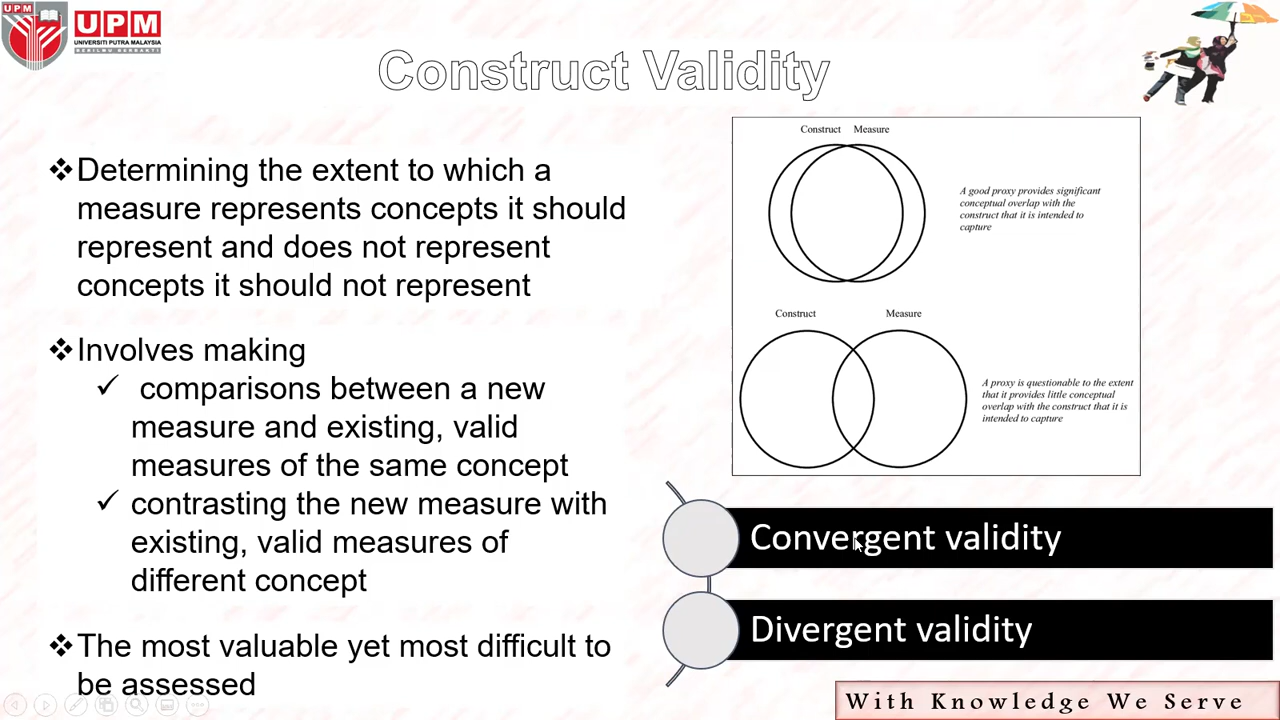 UPM
UPM
UNIVERSITI PUTRA MALAYSIA
BERILMU BERBAKTI
Construct Validity
❖Determining the extent to which a
measure represents concepts it should
represent and does not represent
concepts it should not represent
❖Involves making
✓ comparisons between a new
measure and existing, valid
measures of the same concept
✓ contrasting the new measure with
existing, valid measures of
different concept
❖The most valuable yet most difficult to
be assessed
Construct Measure
A good proxy provides significant
conceptual overlap with the
construct that it is intended to
capture
Construct Measure
A proxy is questionable to the extent
that it provides little conceptual
overlap with the construct that it is
intended to capture
Convergent validity
Divergent validity
With Knowledge We Serve